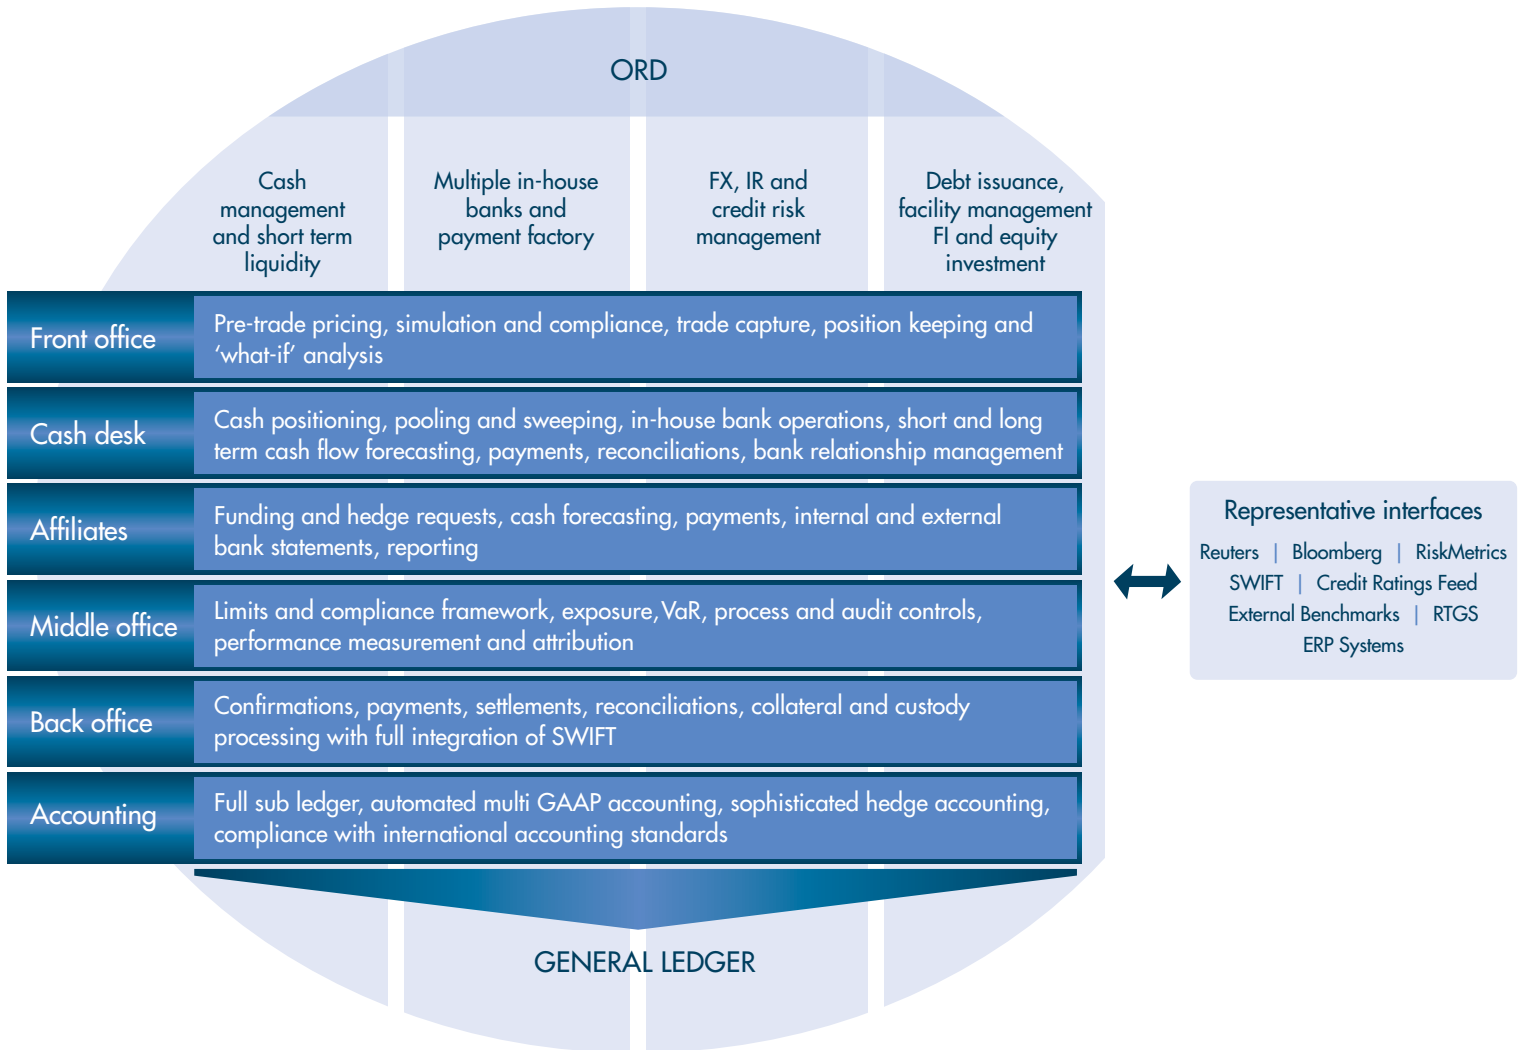 ORD
Cash
management
and short term
liquidity
Multiple in-house
banks and
payment factory
FX, IR and
credit risk
management
Debt issuance,
facility management
FI and equity
investment
Front office
Pre-trade pricing, simulation and compliance, trade capture, position keeping and
‘what-if’ analysis
Cash desk
Cash positioning, pooling and sweeping, in-house bank operations, short and long
term cash flow forecasting, payments, reconciliations, bank relationship management
Affiliates
Funding and hedge requests, cash forecasting, payments, internal and external
bank statements, reporting
Middle office
Limits and compliance framework, exposure, VaR, process and audit controls,
performance measurement and attribution
Back office
Confirmations, payments, settlements, reconciliations, collateral and custody
processing with full integration of SWIFT
Accounting
Full sub ledger, automated multi GAAP accounting, sophisticated hedge accounting,
compliance with international accounting standards
GENERAL LEDGER
Representative interfaces
Reuters | Bloomberg | RiskMetrics
SWIFT | Credit Ratings Feed
External Benchmarks | RTGS
ERP Systems